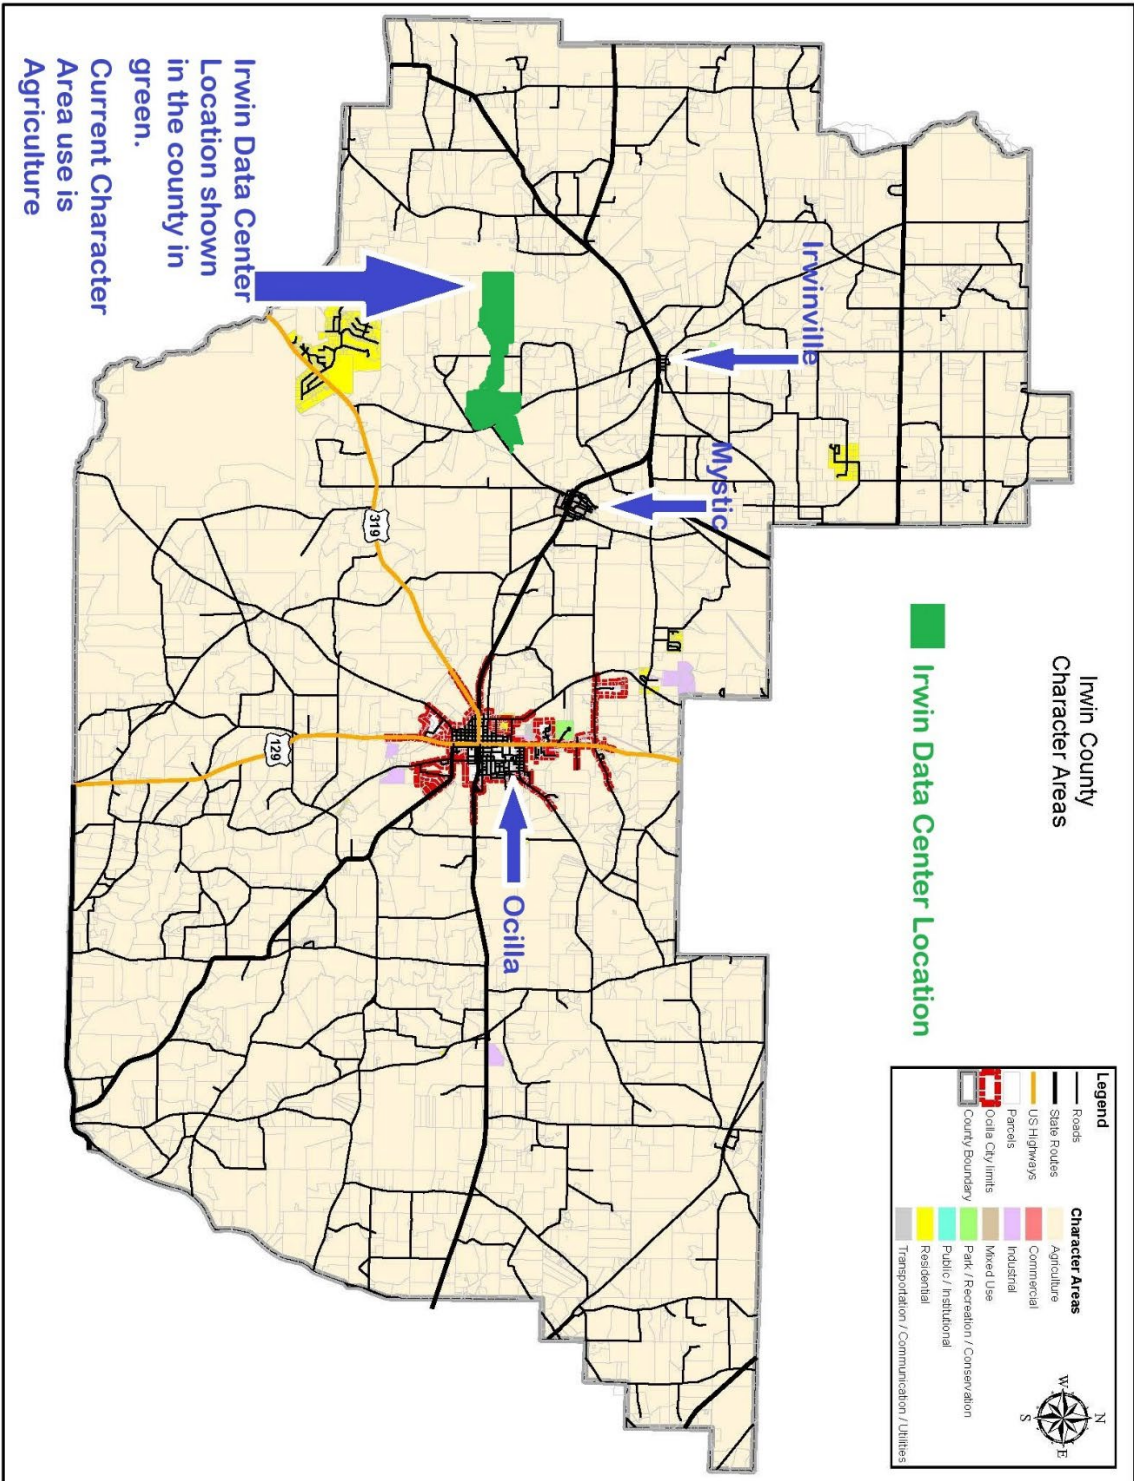 Irwin County
Character Areas
Irwin Data Center Location
Legend
Roads
State Routes
US Highways
Parcels
Ocilla City limits
County Boundary
Character Areas
Agriculture
Commercial
Industrial
Mixed Use
Park / Recreation / Conservation
Public / Institutional
Residential
Transportation / Communication / Utilities
N
W
E
S
Irwinville
Mystic
Ocilla
319
129
Irwin Data Center
Location shown
in the county in
green.
Current Character
Area use is
Agriculture